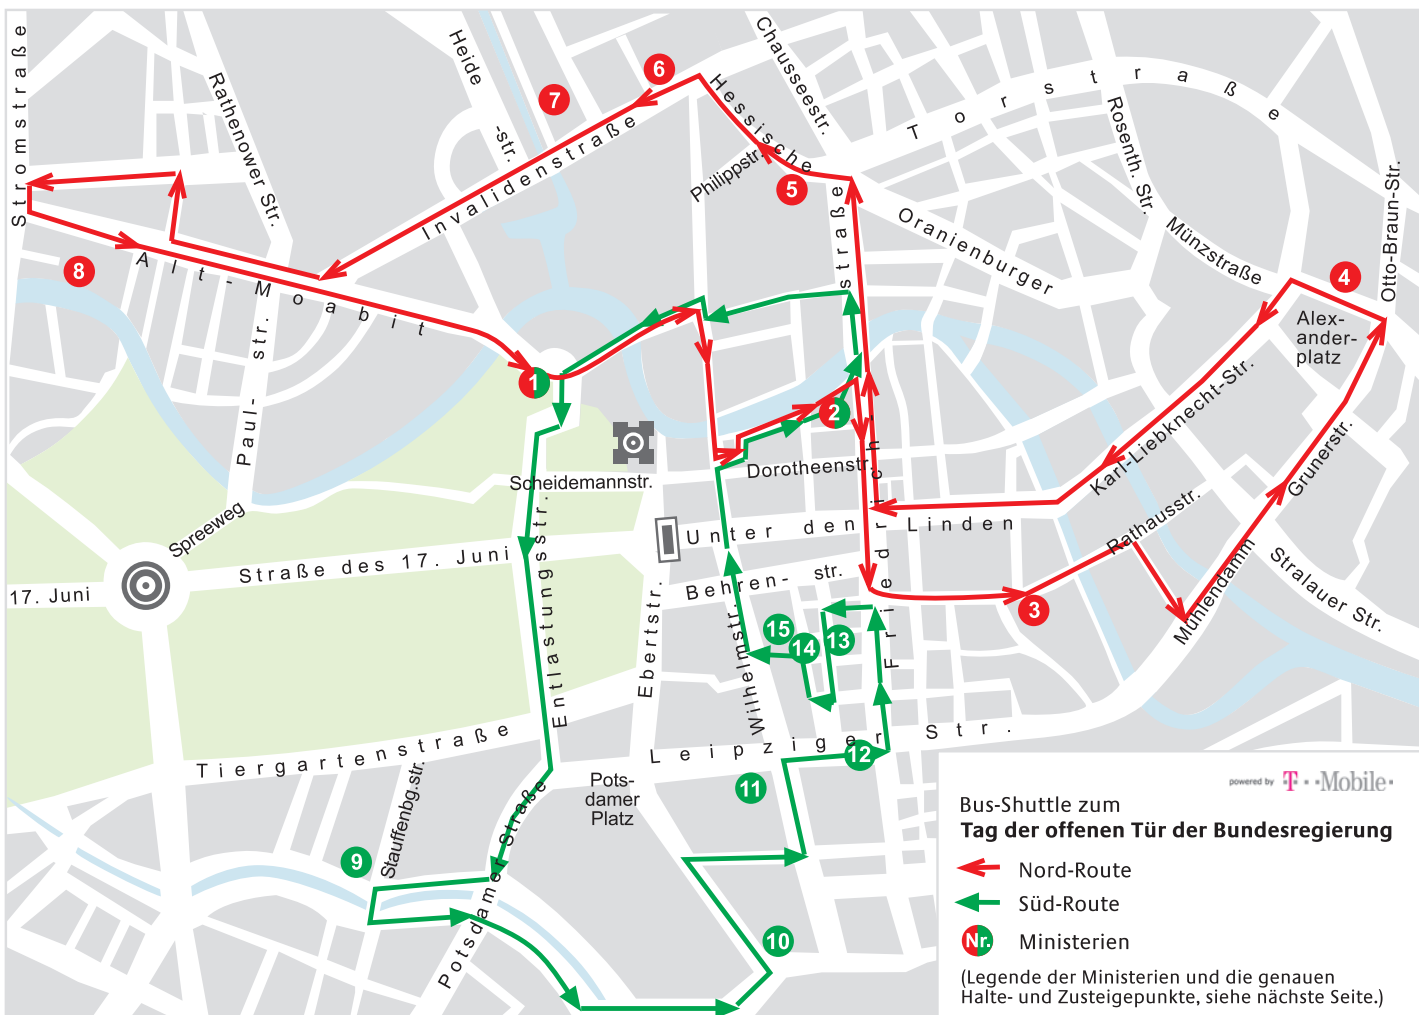 Stromstraße
Rathenower Str.
Heide
-str.
Chausseestr.
Hessische
Philippstr.
straße
Torstraße
Rosenth. Str.
Münzstraße
Otto-Braun-Str.
Oranienburger
Invalidenstraße
Alt-Moabit
Paul-
str.
Alex-
ander-
platz
Karl-Liebknecht-Str.
Grunerstr.
Rathausstr.
Mühlendamm
Stralauer Str.
Dorotheenstr.
Scheidemannstr.
Unter den Linden
Friedrich-
Behren-
str.
Spreeweg
17. Juni
Straße des 17. Juni
Entlastungsstr.
Ebertstr.
Wilhelmstr.
Leipziger Str.
Tiergartenstraße
Stauffenbg.str.
Potsdamer Straße
Pots-
damer
Platz
1
2
3
4
5
6
7
8
9
10
11
12
13
14
15
powered by T··Mobile·
Bus-Shuttle zum
Tag der offenen Tür der Bundesregierung
Nord-Route
Süd-Route
Nr. Ministerien
(Legende der Ministerien und die genauen
Halte- und Zusteigepunkte, siehe nächste Seite.)